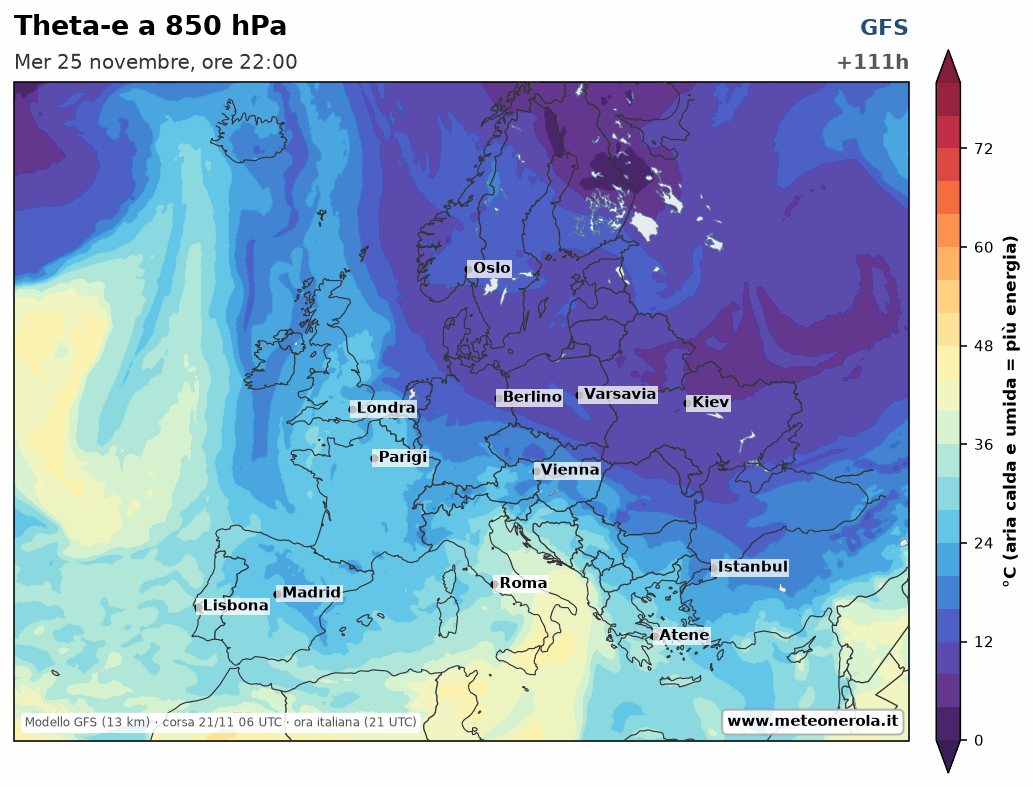 Theta-e a 850 hPa
GFS
Mer 25 novembre, ore 22:00
+111h
72
60
48
36
24
12
0
°C (aria calda e umida = più energia)
Oslo
Berlino
Varsavia
Kiev
Londra
Parigi
Vienna
Istanbul
Roma
Madrid
Lisbona
Atene
Modello GFS (13 km) · corsa 21/11 06 UTC · ora italiana (21 UTC)
www.meteonerola.it